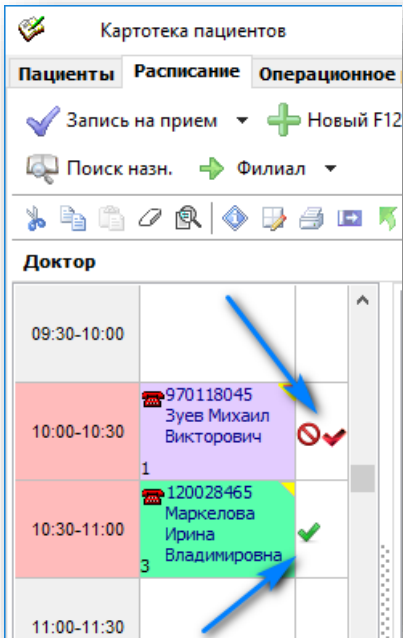 Картотека пациентов
Пациенты Расписание Операционное
Запись на прием Новый F12
Поиск назн. Филиал
Доктор
09:30-10:00
970118045
Зуев Михаил
10:00-10:30
Викторович
1
120028465
Маркелова
10:30-11:00
Ирина
Владимировна
3
11:00-11:30